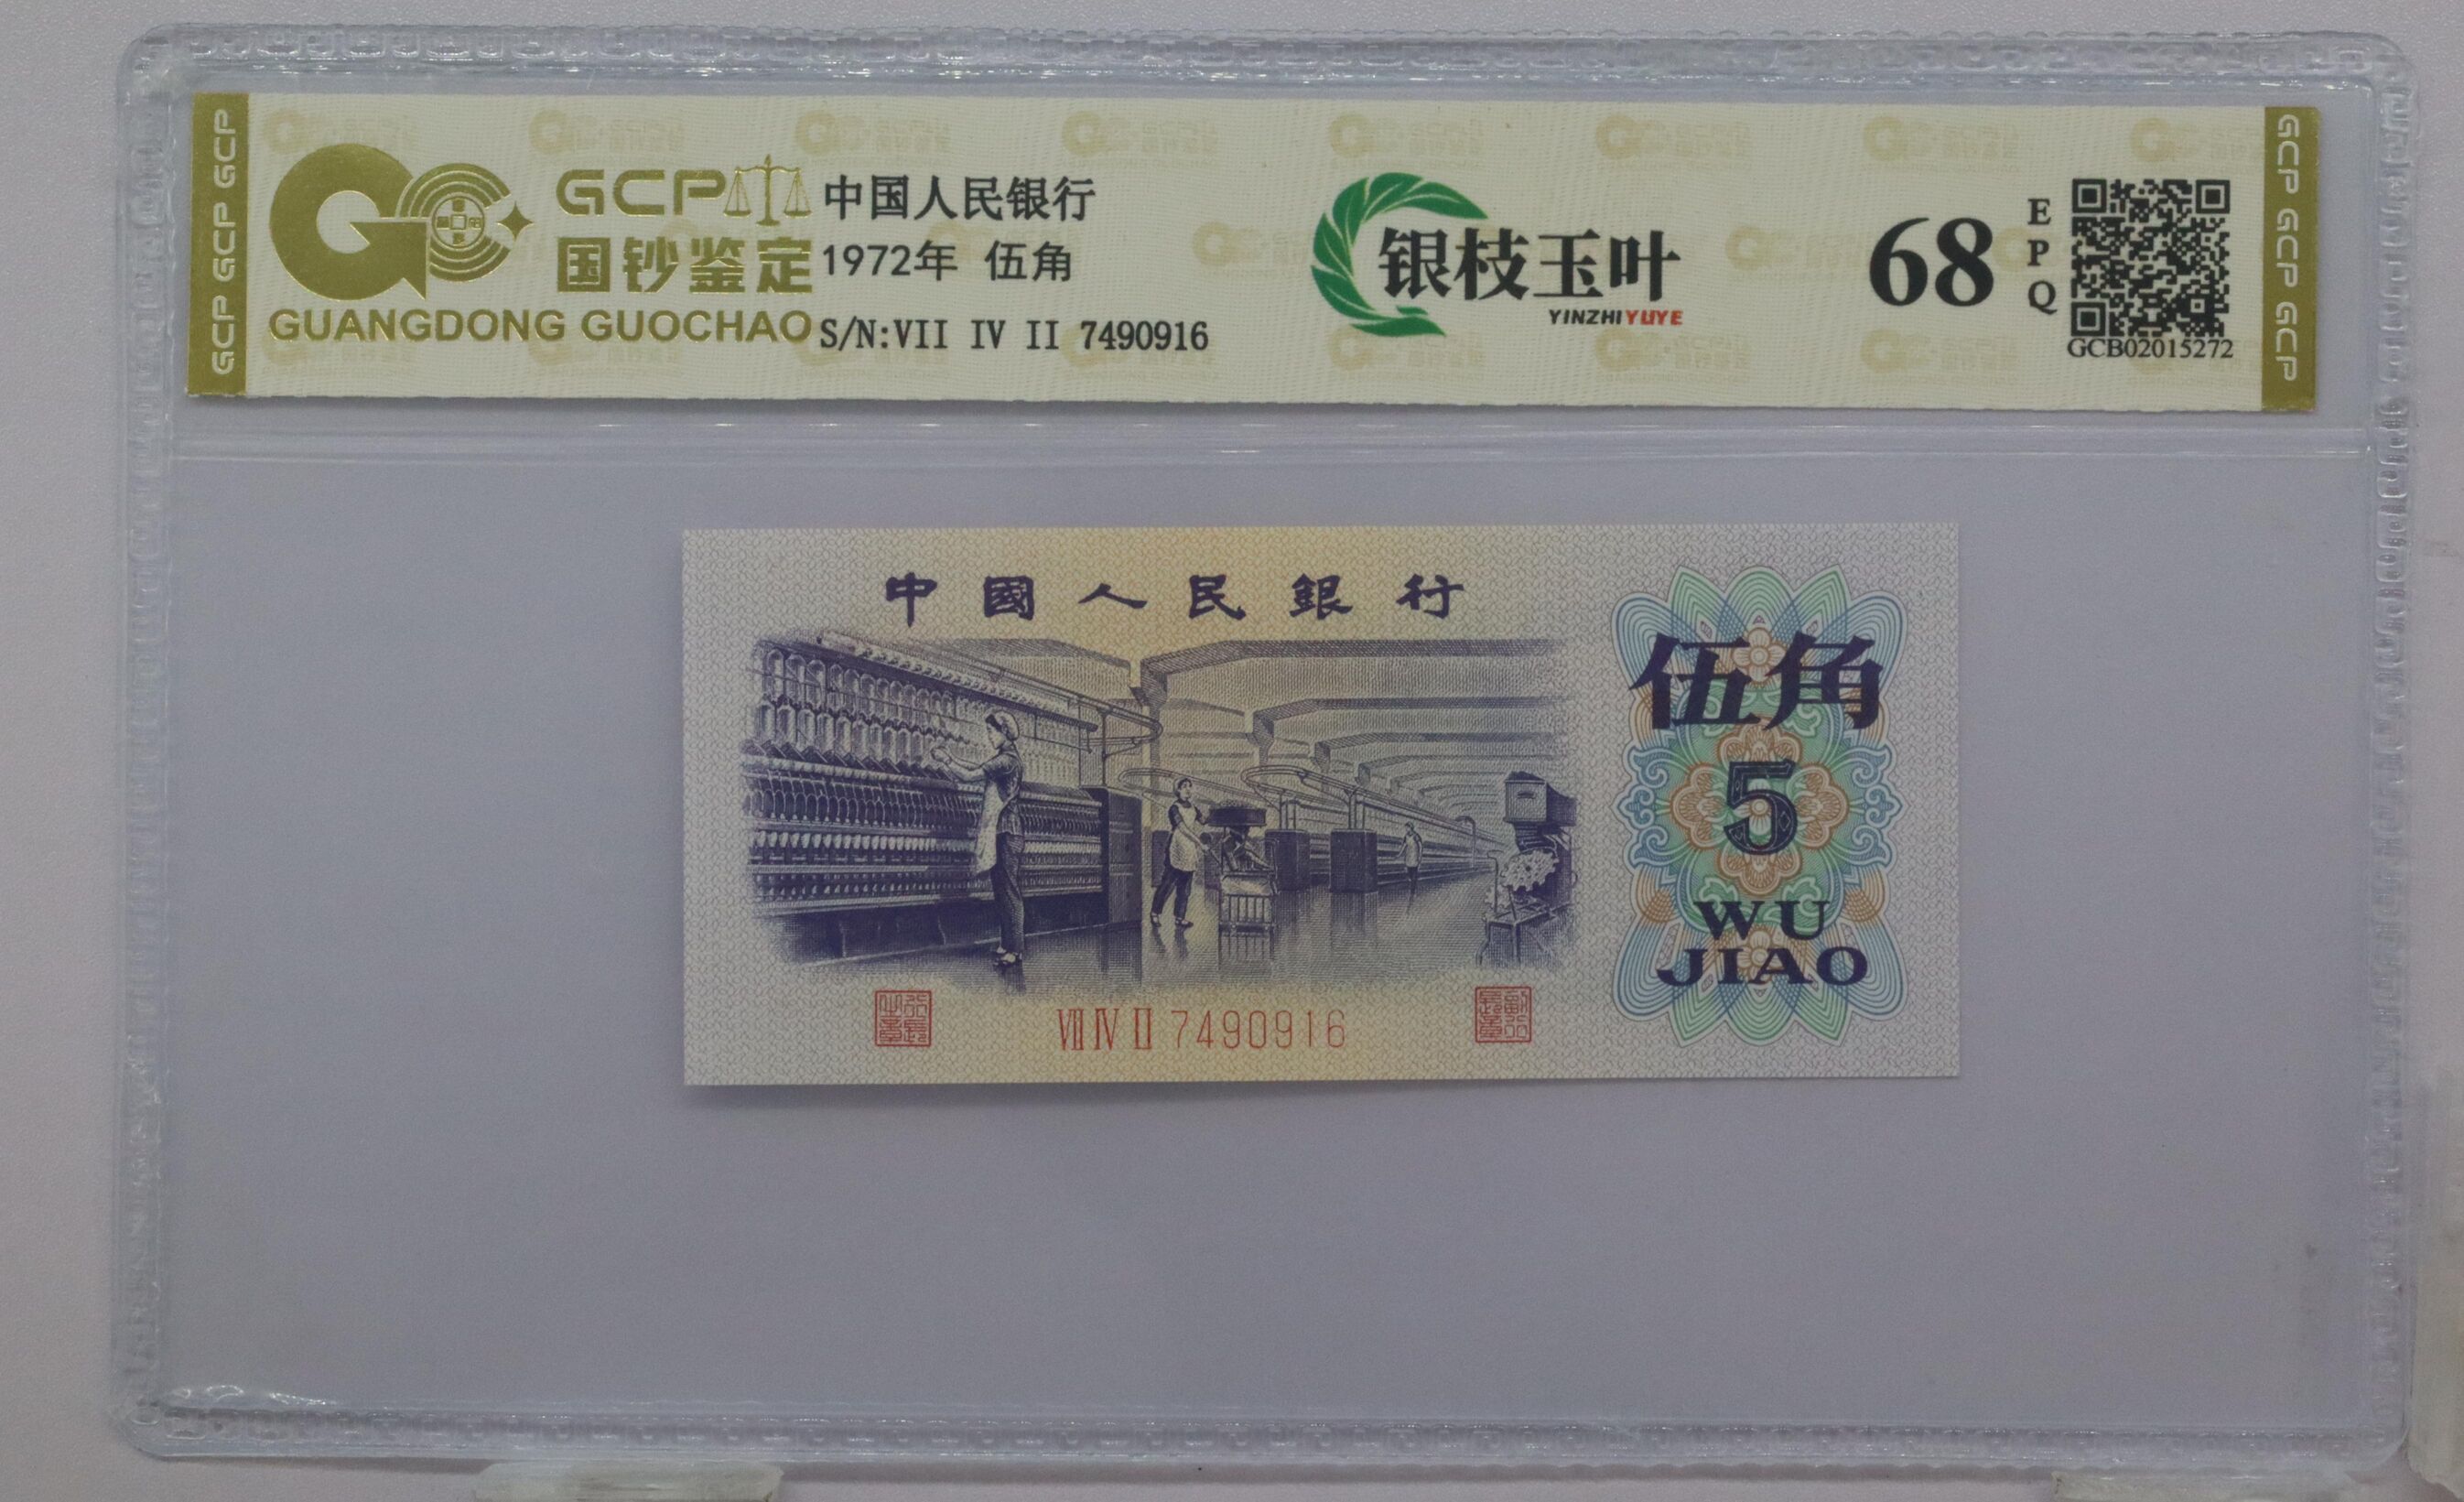 GCP GCP GCP
GCP
国钞鉴定
GUANGDONG GUOCHAO
中国人民银行
1972年 伍角
S/N:VII IV II 7490916
银枝玉叶
YINZHIYUYE
68
E
P
Q
GCB02015272
GCP GCP GCP
中國人民銀行
伍角
5
WU
JIAO
VII IV II 7490916